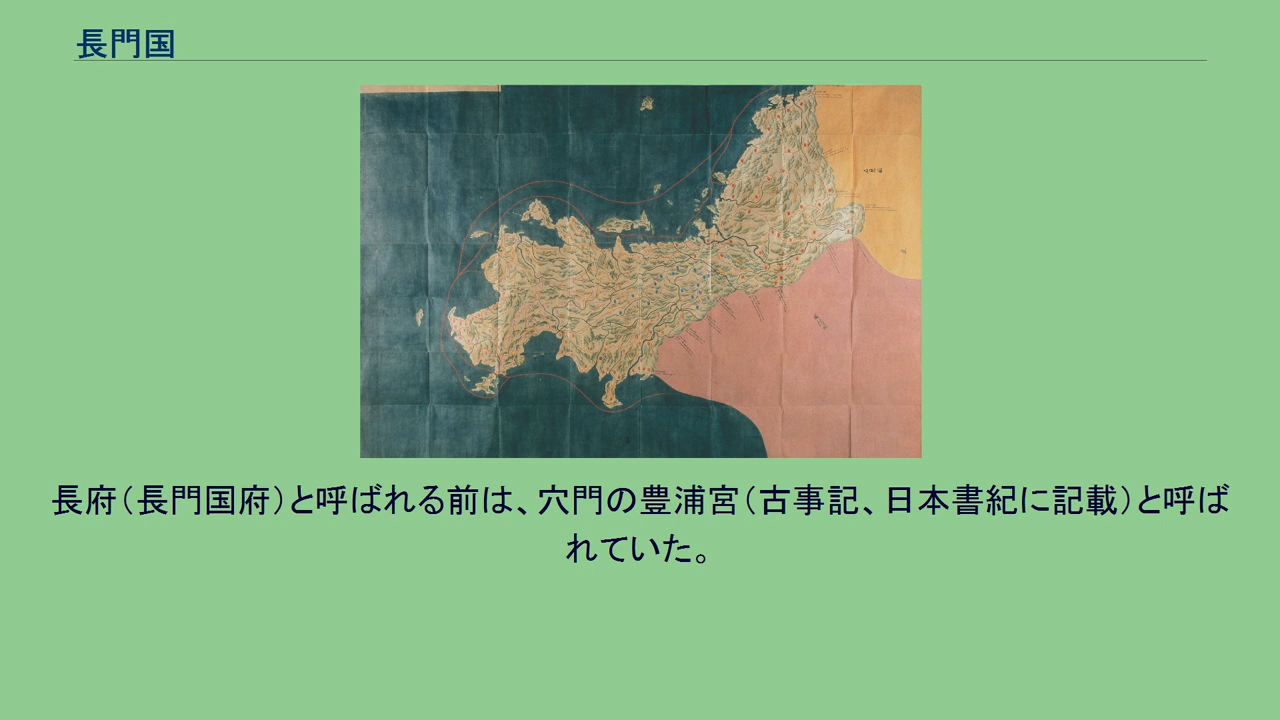 長門国
長府（長門国府）と呼ばれる前は、穴門の豊浦宮（古事記、日本書紀に記載）と呼ば
れていた。